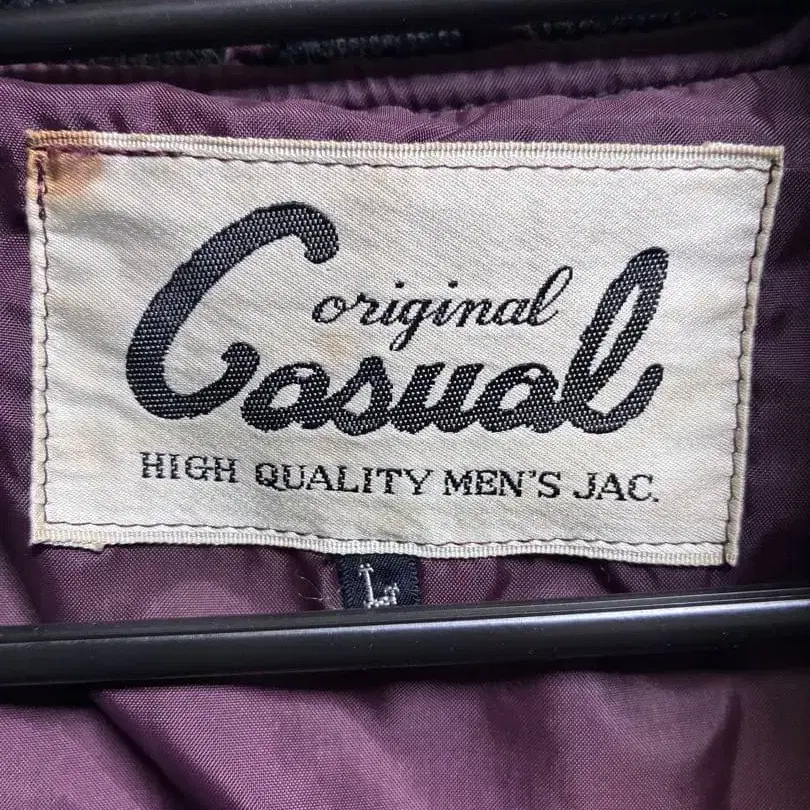 original
Casual
HIGH QUALITY MEN'S JAC.
L